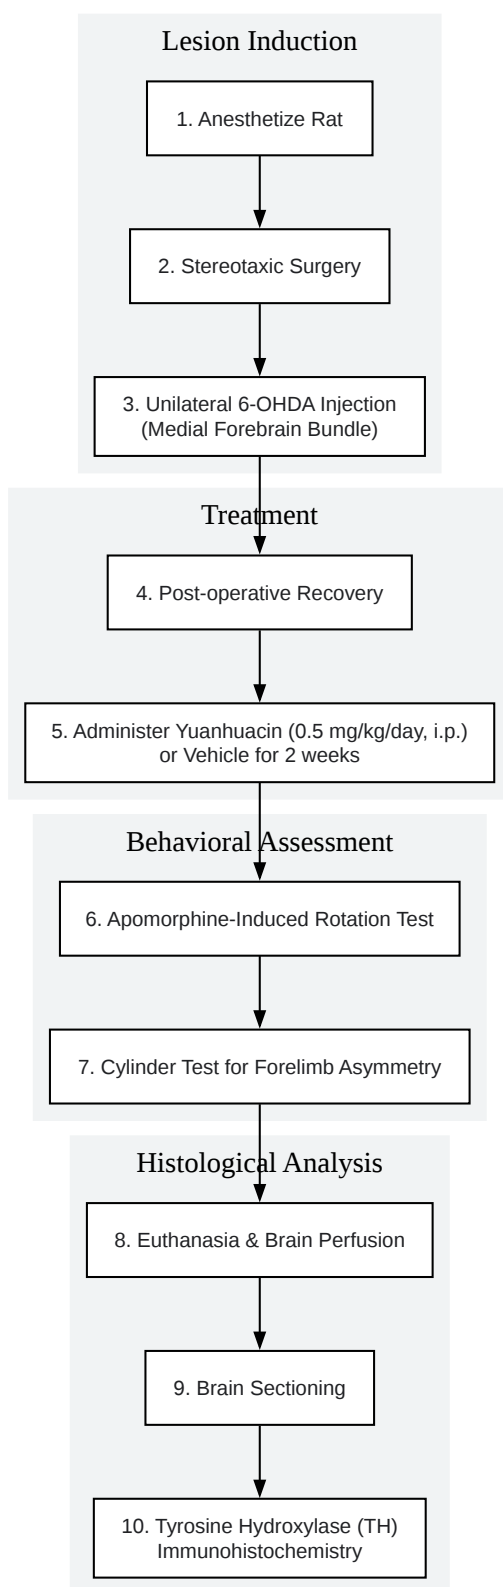 Lesion Induction
1. Anesthetize Rat
2. Stereotaxic Surgery
3. Unilateral 6-OHDA Injection
(Medial Forebrain Bundle)
Treatment
4. Post-operative Recovery
5. Administer Yuanhuacin (0.5 mg/kg/day, i.p.)
or Vehicle for 2 weeks
Behavioral Assessment
6. Apomorphine-Induced Rotation Test
7. Cylinder Test for Forelimb Asymmetry
Histological Analysis
8. Euthanasia & Brain Perfusion
9. Brain Sectioning
10. Tyrosine Hydroxylase (TH)
Immunohistochemistry